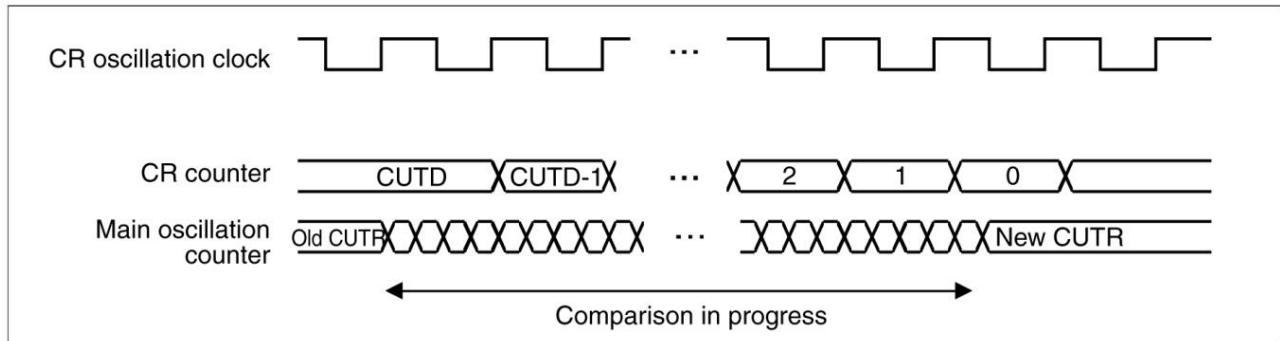 CR oscillation clock
...
CR counter CUTD CUTD-1 ... 2 1 0
Main oscillation
counter
Old CUTR ... New CUTR
Comparison in progress